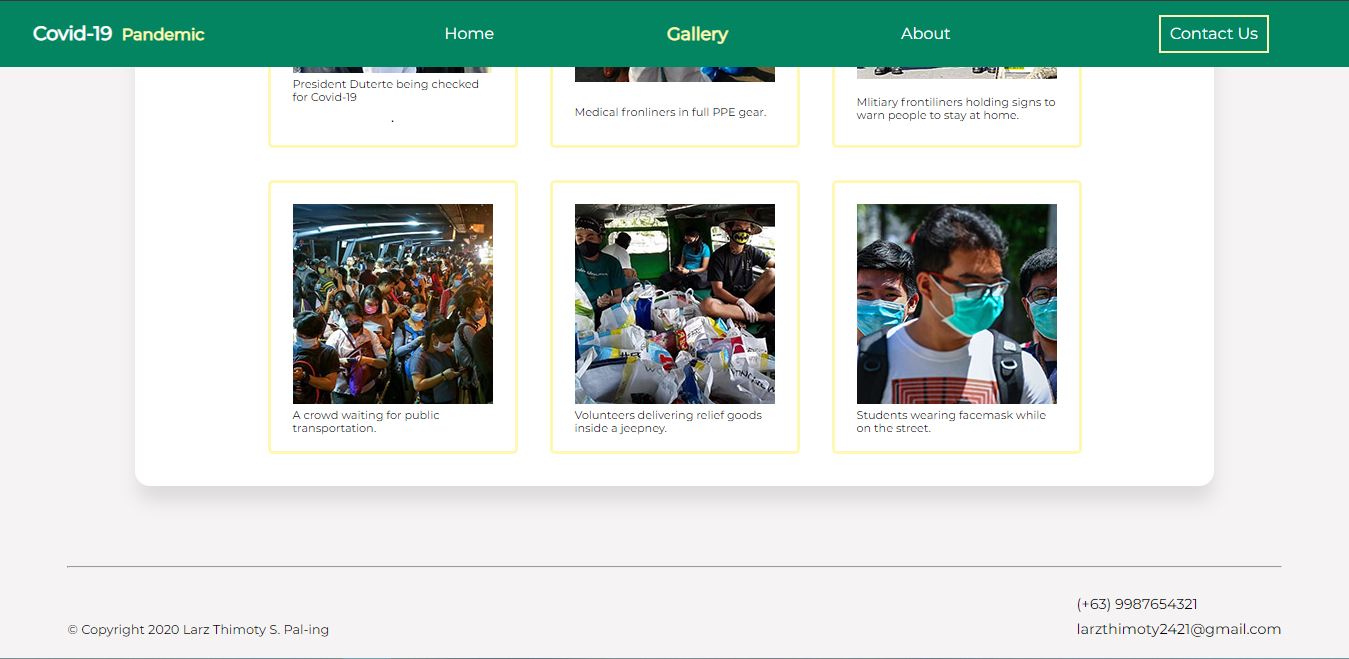 Covid-19 Pandemic
Home
Gallery
About
Contact Us
President Duterte being checked
for Covid-19
.
Medical fronliners in full PPE gear.
Mlitiary frontiliners holding signs to
warn people to stay at home.
A crowd waiting for public
transportation.
Volunteers delivering relief goods
inside a jeepney.
Students wearing facemask while
on the street.
© Copyright 2020 Larz Thimoty S. Pal-ing
(+63) 9987654321
larzthimoty2421@gmail.com